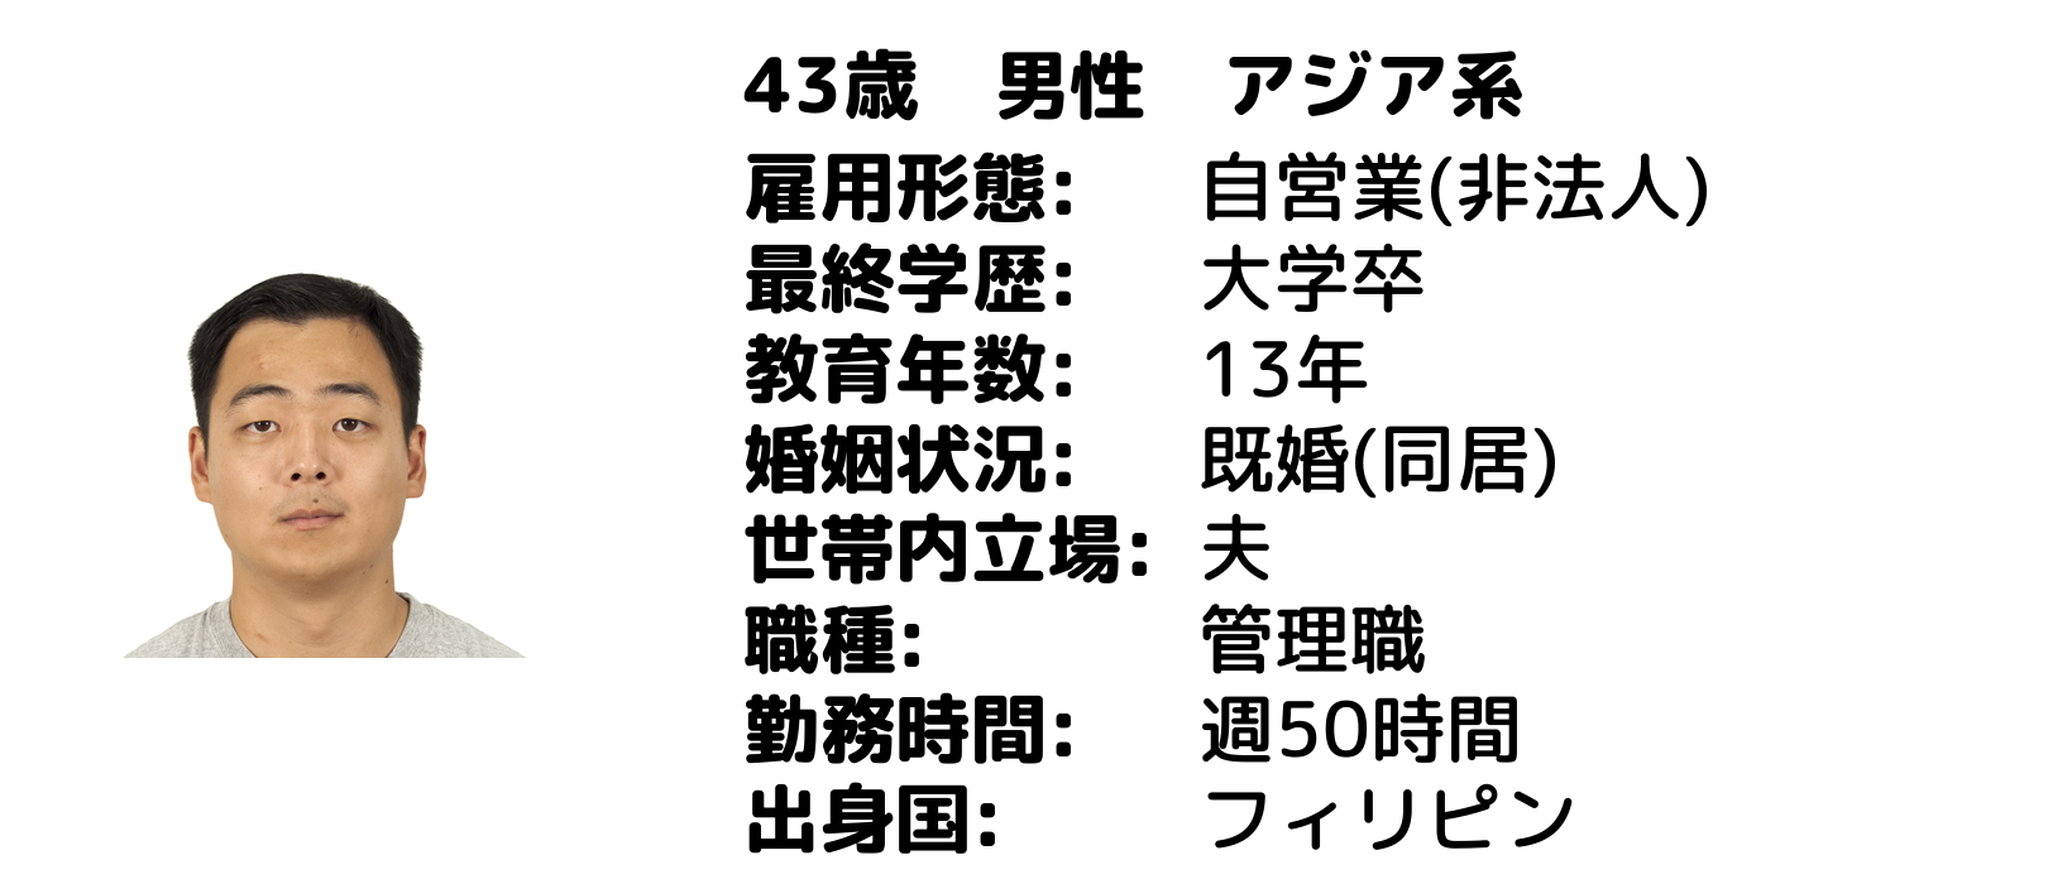 43歳　男性　アジア系
雇用形態:　自営業(非法人)
最終学歴:　大学卒
教育年数:　13年
婚姻状況:　既婚(同居)
世帯内立場:　夫
職種:　管理職
勤務時間:　週50時間
出身国:　フィリピン